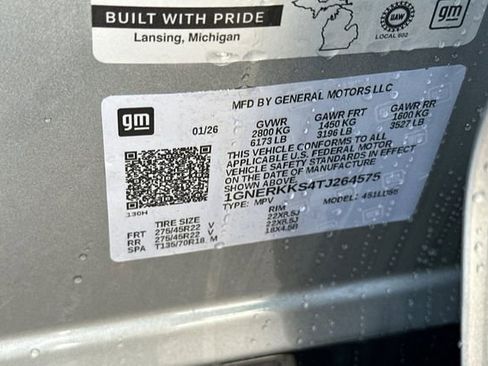 BUILT WITH PRIDE
Lansing, Michigan
UAW
LOCAL 602
gm
gm
MFD BY GENERAL MOTORS LLC
01/26 GVWR GAWR FRT GAWR RR
2800 KG 1450 KG 1600 KG
6173 LB 3196 LB 3527 LB
THIS VEHICLE CONFORMS TO ALL
APPLICABLE U.S. FEDERAL MOTOR
VEHICLE SAFETY STANDARDS IN
EFFECT ON THE DATE OF MANUFACTURE
SHOWN ABOVE.
1GNERKKS4TJ264575
TYPE: MPV MODEL:
130H
TIRE SIZE RIM
FRT 275/45R22 V 22X8.5J
RR 275/45R22 V 22X8.5J
SPA T135/70R18 M 18X4.5B